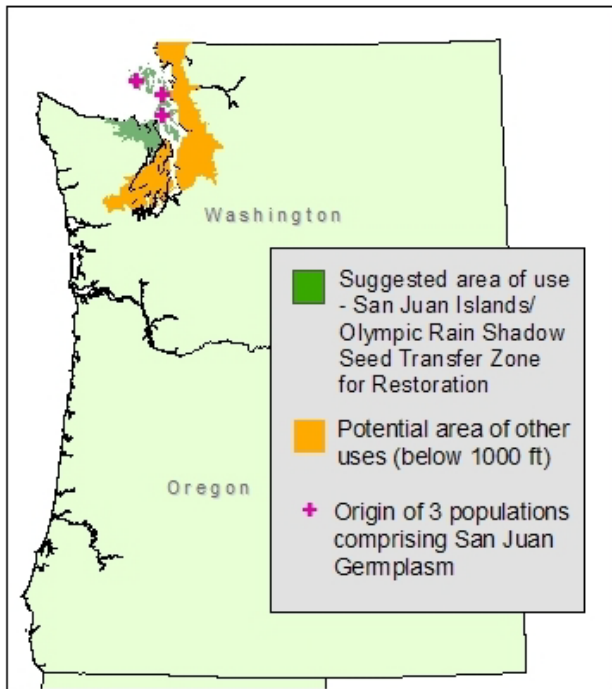 Washington
Suggested area of use
- San Juan Islands/
Olympic Rain Shadow
Seed Transfer Zone
for Restoration
Potential area of other
uses (below 1000 ft)
Oregon
Origin of 3 populations
comprising San Juan
Germplasm